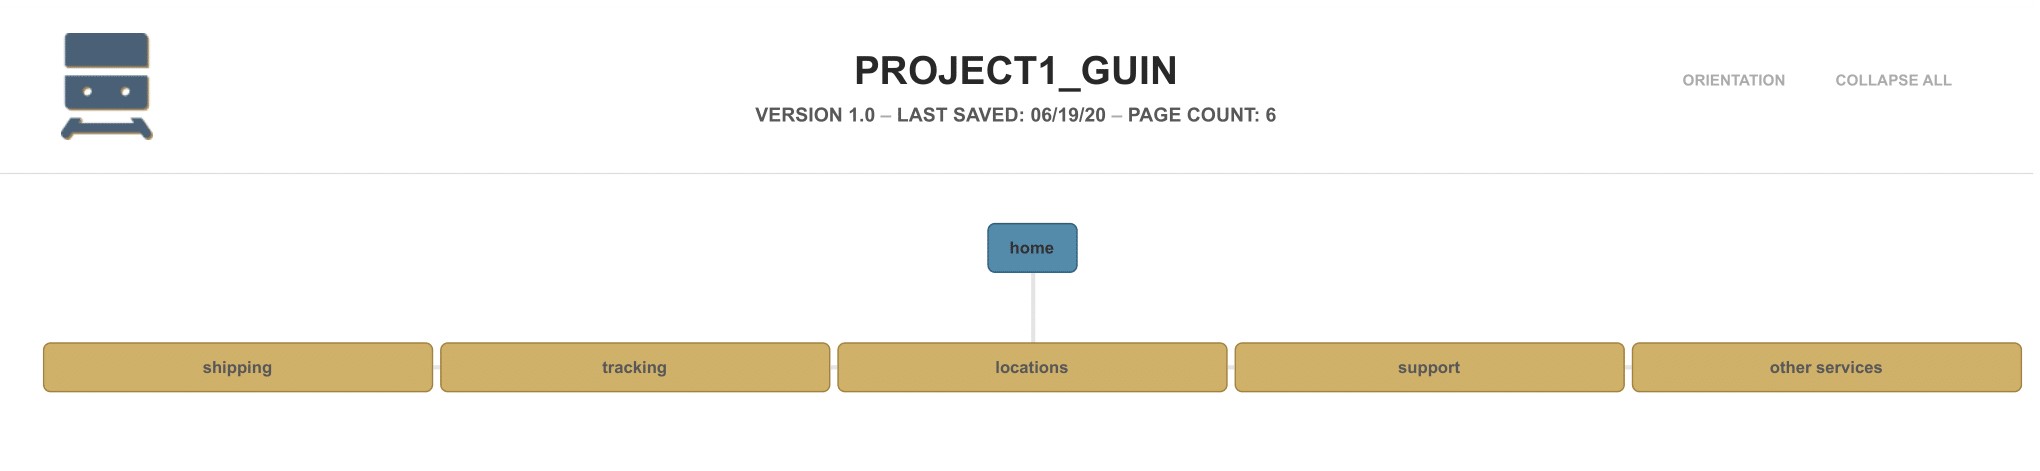 PROJECT1_GUIN
VERSION 1.0 – LAST SAVED: 06/19/20 – PAGE COUNT: 6
ORIENTATION
COLLAPSE ALL
home
shipping
tracking
locations
support
other services